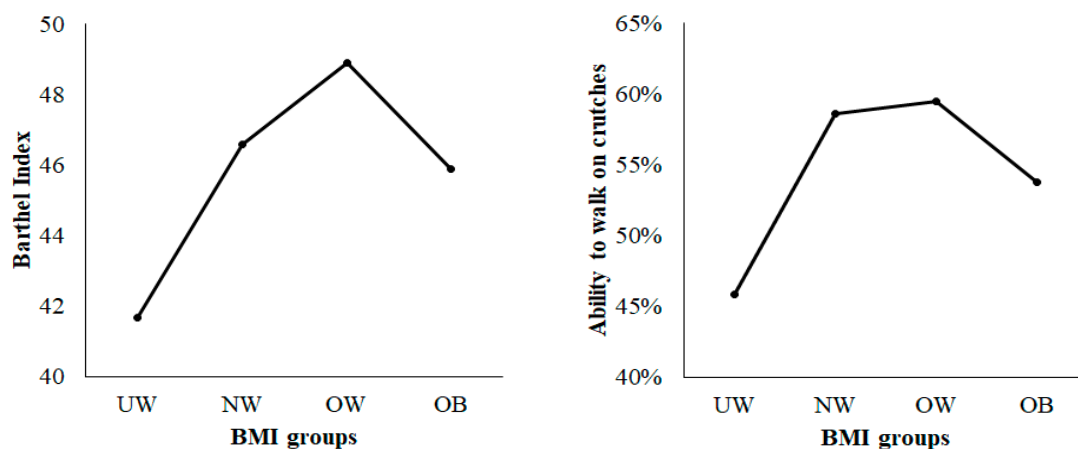 Barthel Index
50
48
46
44
42
40
UW NW OW OB
BMI groups
Ability to walk on crutches
65%
60%
55%
50%
45%
40%
UW NW OW OB
BMI groups